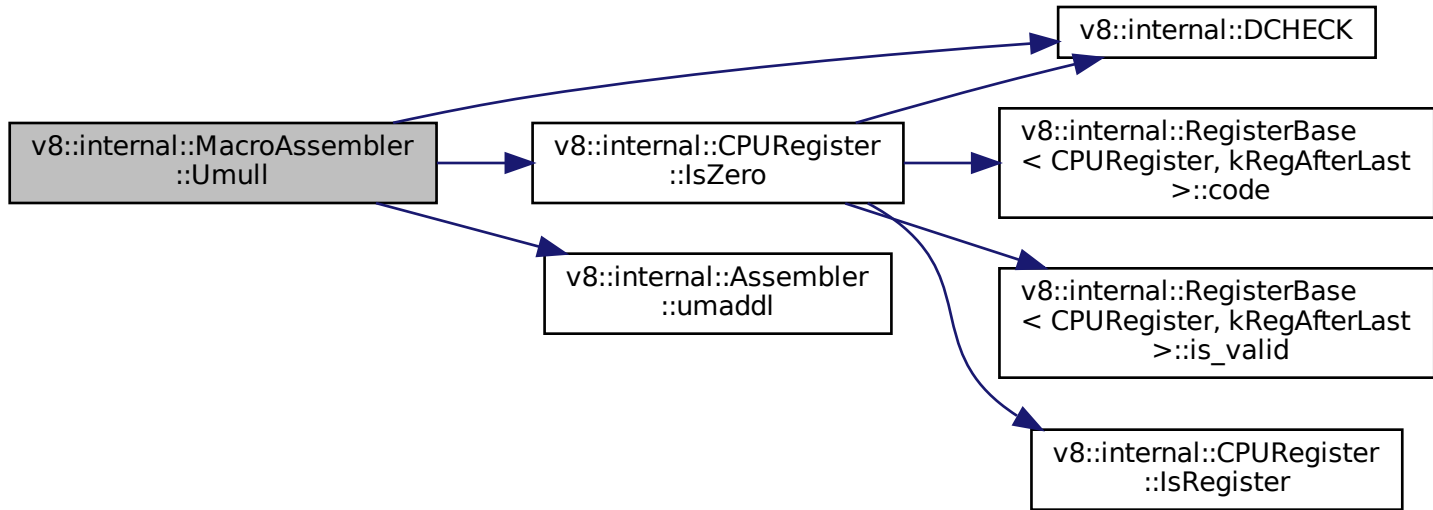 v8::internal::MacroAssembler
::Umull
v8::internal::CPURegister
::IsZero
v8::internal::Assembler
::umaddl
v8::internal::DCHECK
v8::internal::RegisterBase
< CPURegister, kRegAfterLast
>::code
v8::internal::RegisterBase
< CPURegister, kRegAfterLast
>::is_valid
v8::internal::CPURegister
::IsRegister